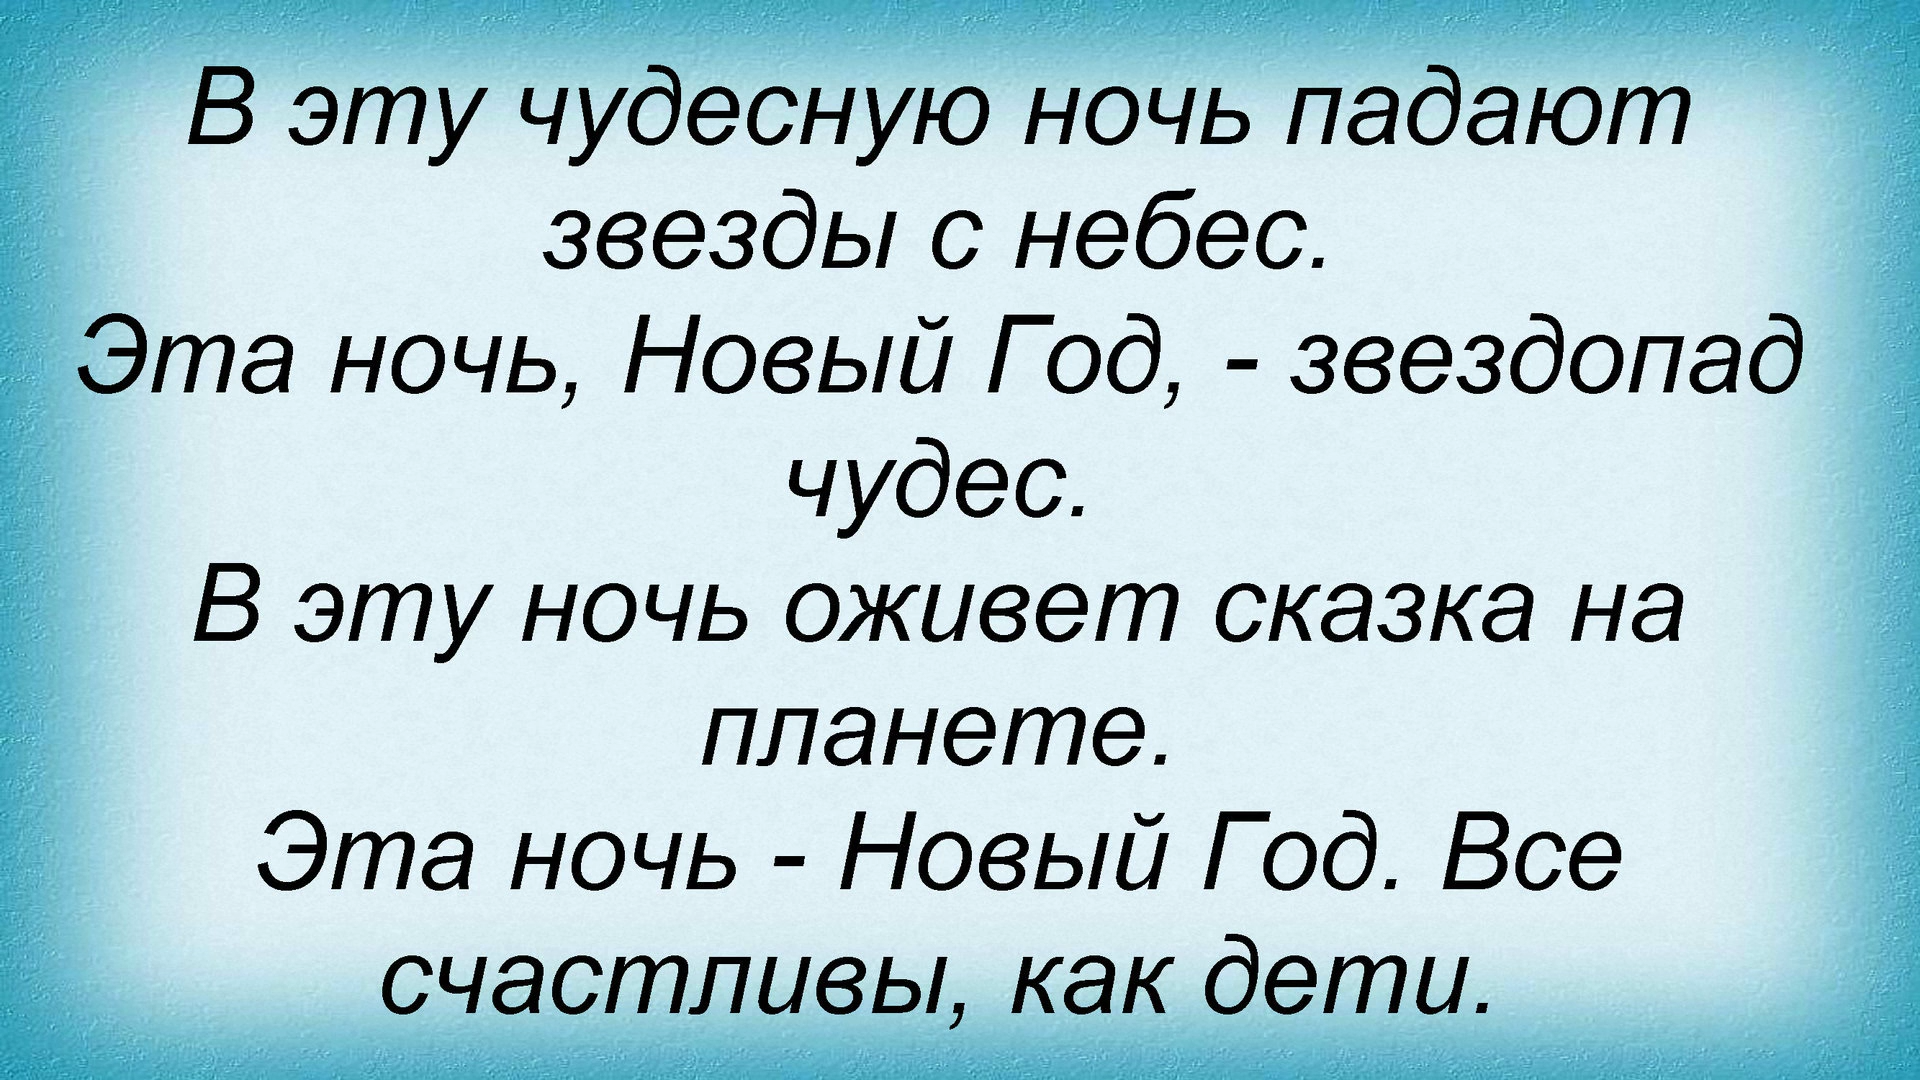 В эту чудесную ночь падают
звезды с небес.
Эта ночь, Новый Год, - звездопад
чудес.
В эту ночь оживет сказка на
планете.
Эта ночь - Новый Год. Все
счастливы, как дети.